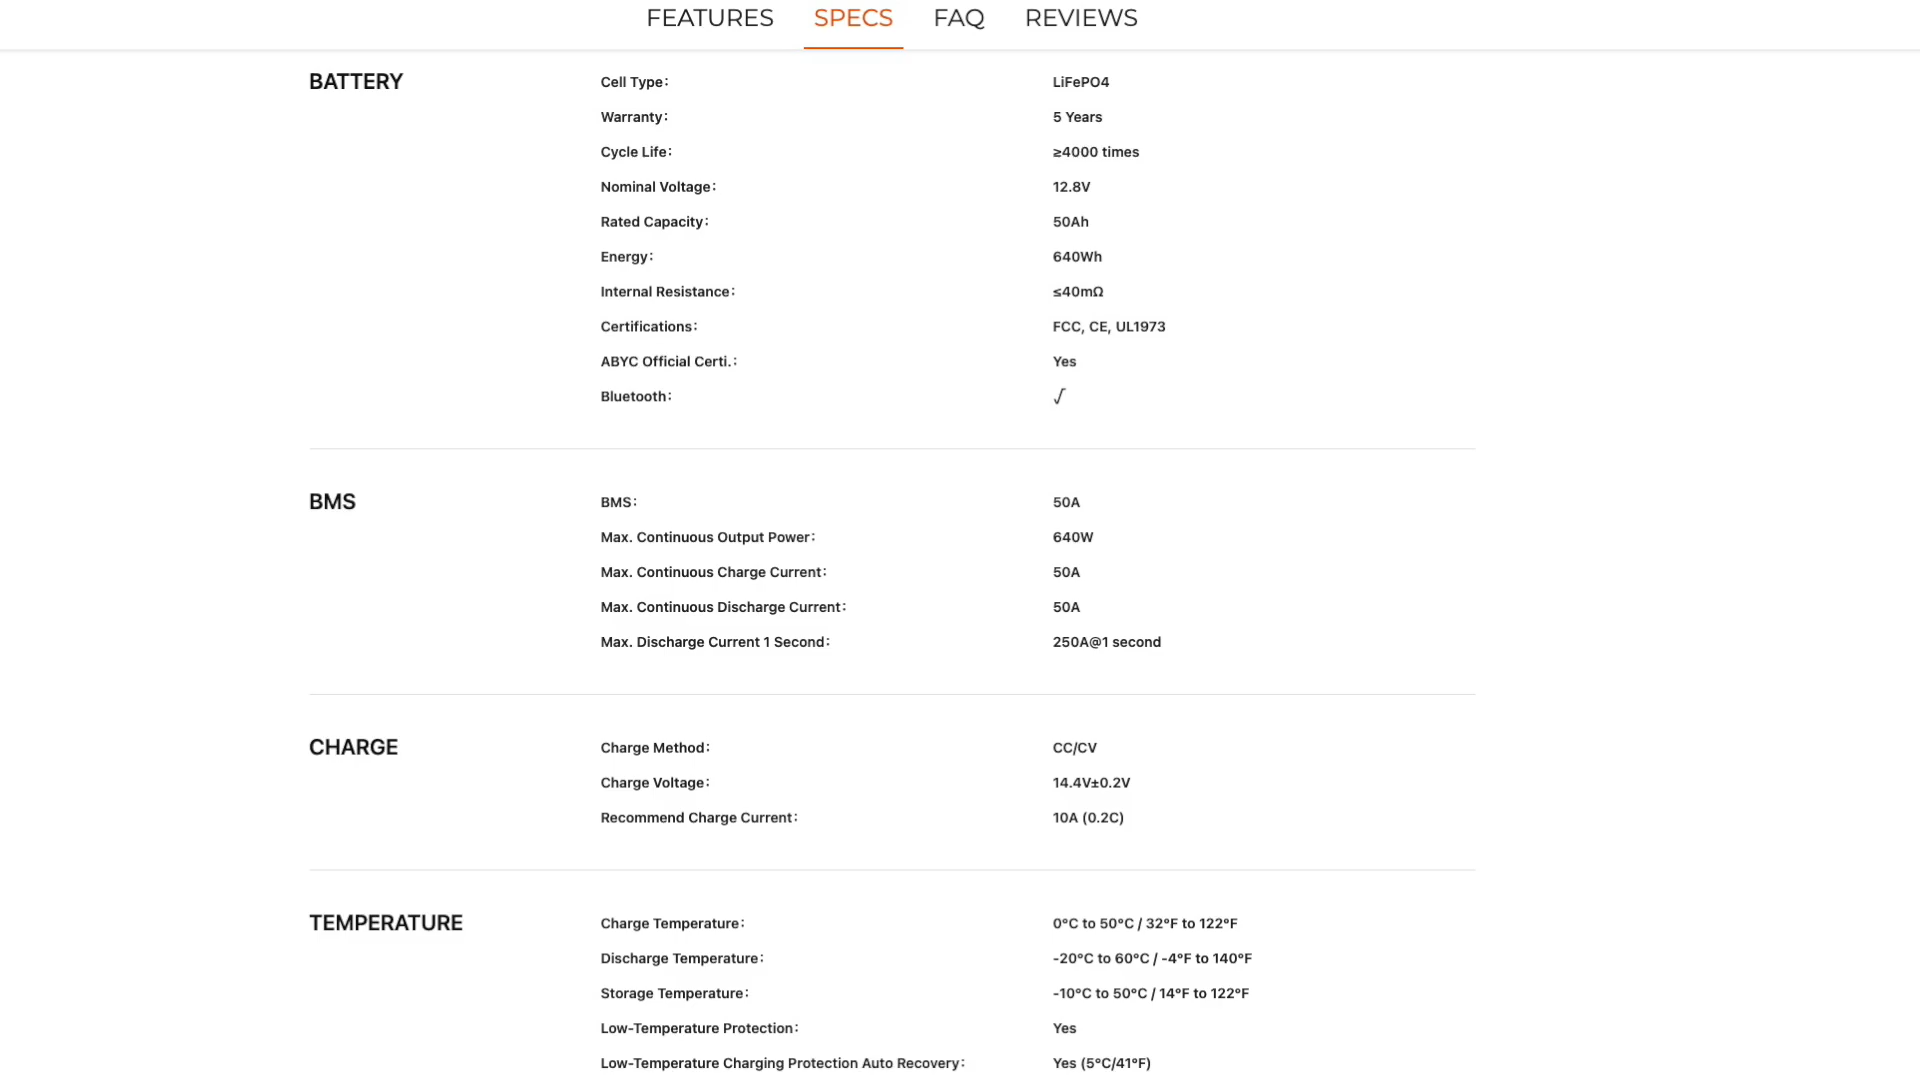 FEATURES SPECS FAQ REVIEWS
BATTERY Cell Type: LiFePO4
Warranty: 5 Years
Cycle Life: ≥4000 times
Nominal Voltage: 12.8V
Rated Capacity: 50Ah
Energy: 640Wh
Internal Resistance: ≤40mΩ
Certifications: FCC, CE, UL1973
ABYC Official Certi.: Yes
Bluetooth: √
BMS BMS: 50A
Max. Continuous Output Power: 640W
Max. Continuous Charge Current: 50A
Max. Continuous Discharge Current: 50A
Max. Discharge Current 1 Second: 250A@1 second
CHARGE Charge Method: CC/CV
Charge Voltage: 14.4V±0.2V
Recommend Charge Current: 10A (0.2C)
TEMPERATURE Charge Temperature: 0°C to 50°C / 32°F to 122°F
Discharge Temperature: -20°C to 60°C / -4°F to 140°F
Storage Temperature: -10°C to 50°C / 14°F to 122°F
Low-Temperature Protection: Yes
Low-Temperature Charging Protection Auto Recovery: Yes (5°C/41°F)